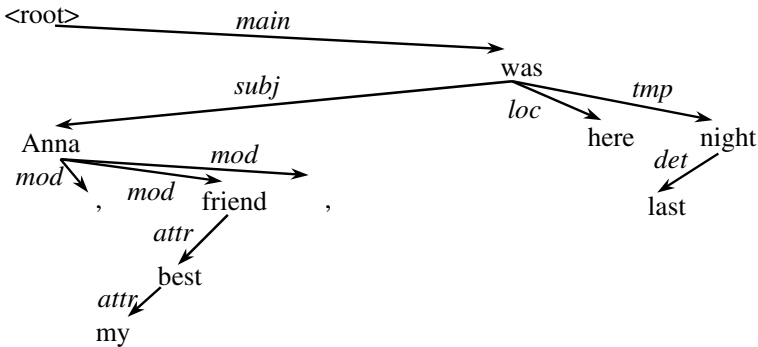 <root>
main
was
subj
tmp
loc
Anna
here
night
mod
det
mod
mod
,
friend
,
last
attr
best
attr
my